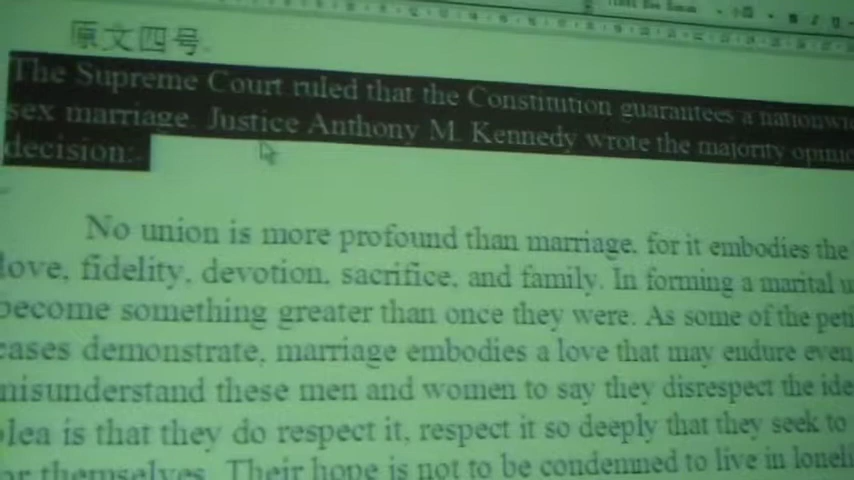 原文四号
The Supreme Court ruled that the Constitution guarantees a
sex marriage. Justice Anthony M. Kennedy wrote the majority
decision:
No union is more profound than marriage, for it embodies the
love, fidelity, devotion, sacrifice, and family. In forming a marital
become something greater than once they were. As some of the
cases demonstrate, marriage embodies a love that may endure even
misunderstand these men and women to say they disrespect the
is that they do respect it, respect it so deeply that they seek to
themselves. Their hope is not to be condemned to live in